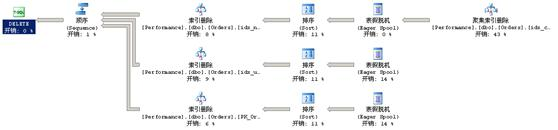 T-SQL
DELETE
开销: 0 %
顺序
(Sequence)
开销: 1 %
索引删除
[Performance].[dbo].[Orders].[idx_n…
开销: 8 %
排序
(Sort)
开销: 11 %
表假脱机
(Eager Spool)
开销: 0 %
聚集索引删除
[Performance].[dbo].[Orders].[idx_c…
开销: 43 %
索引删除
[Performance].[dbo].[Orders].[idx_u…
开销: 9 %
排序
(Sort)
开销: 11 %
表假脱机
(Eager Spool)
开销: 14 %
索引删除
[Performance].[dbo].[Orders].[PK_Or…
开销: 6 %
排序
(Sort)
开销: 11 %
表假脱机
(Eager Spool)
开销: 14 %